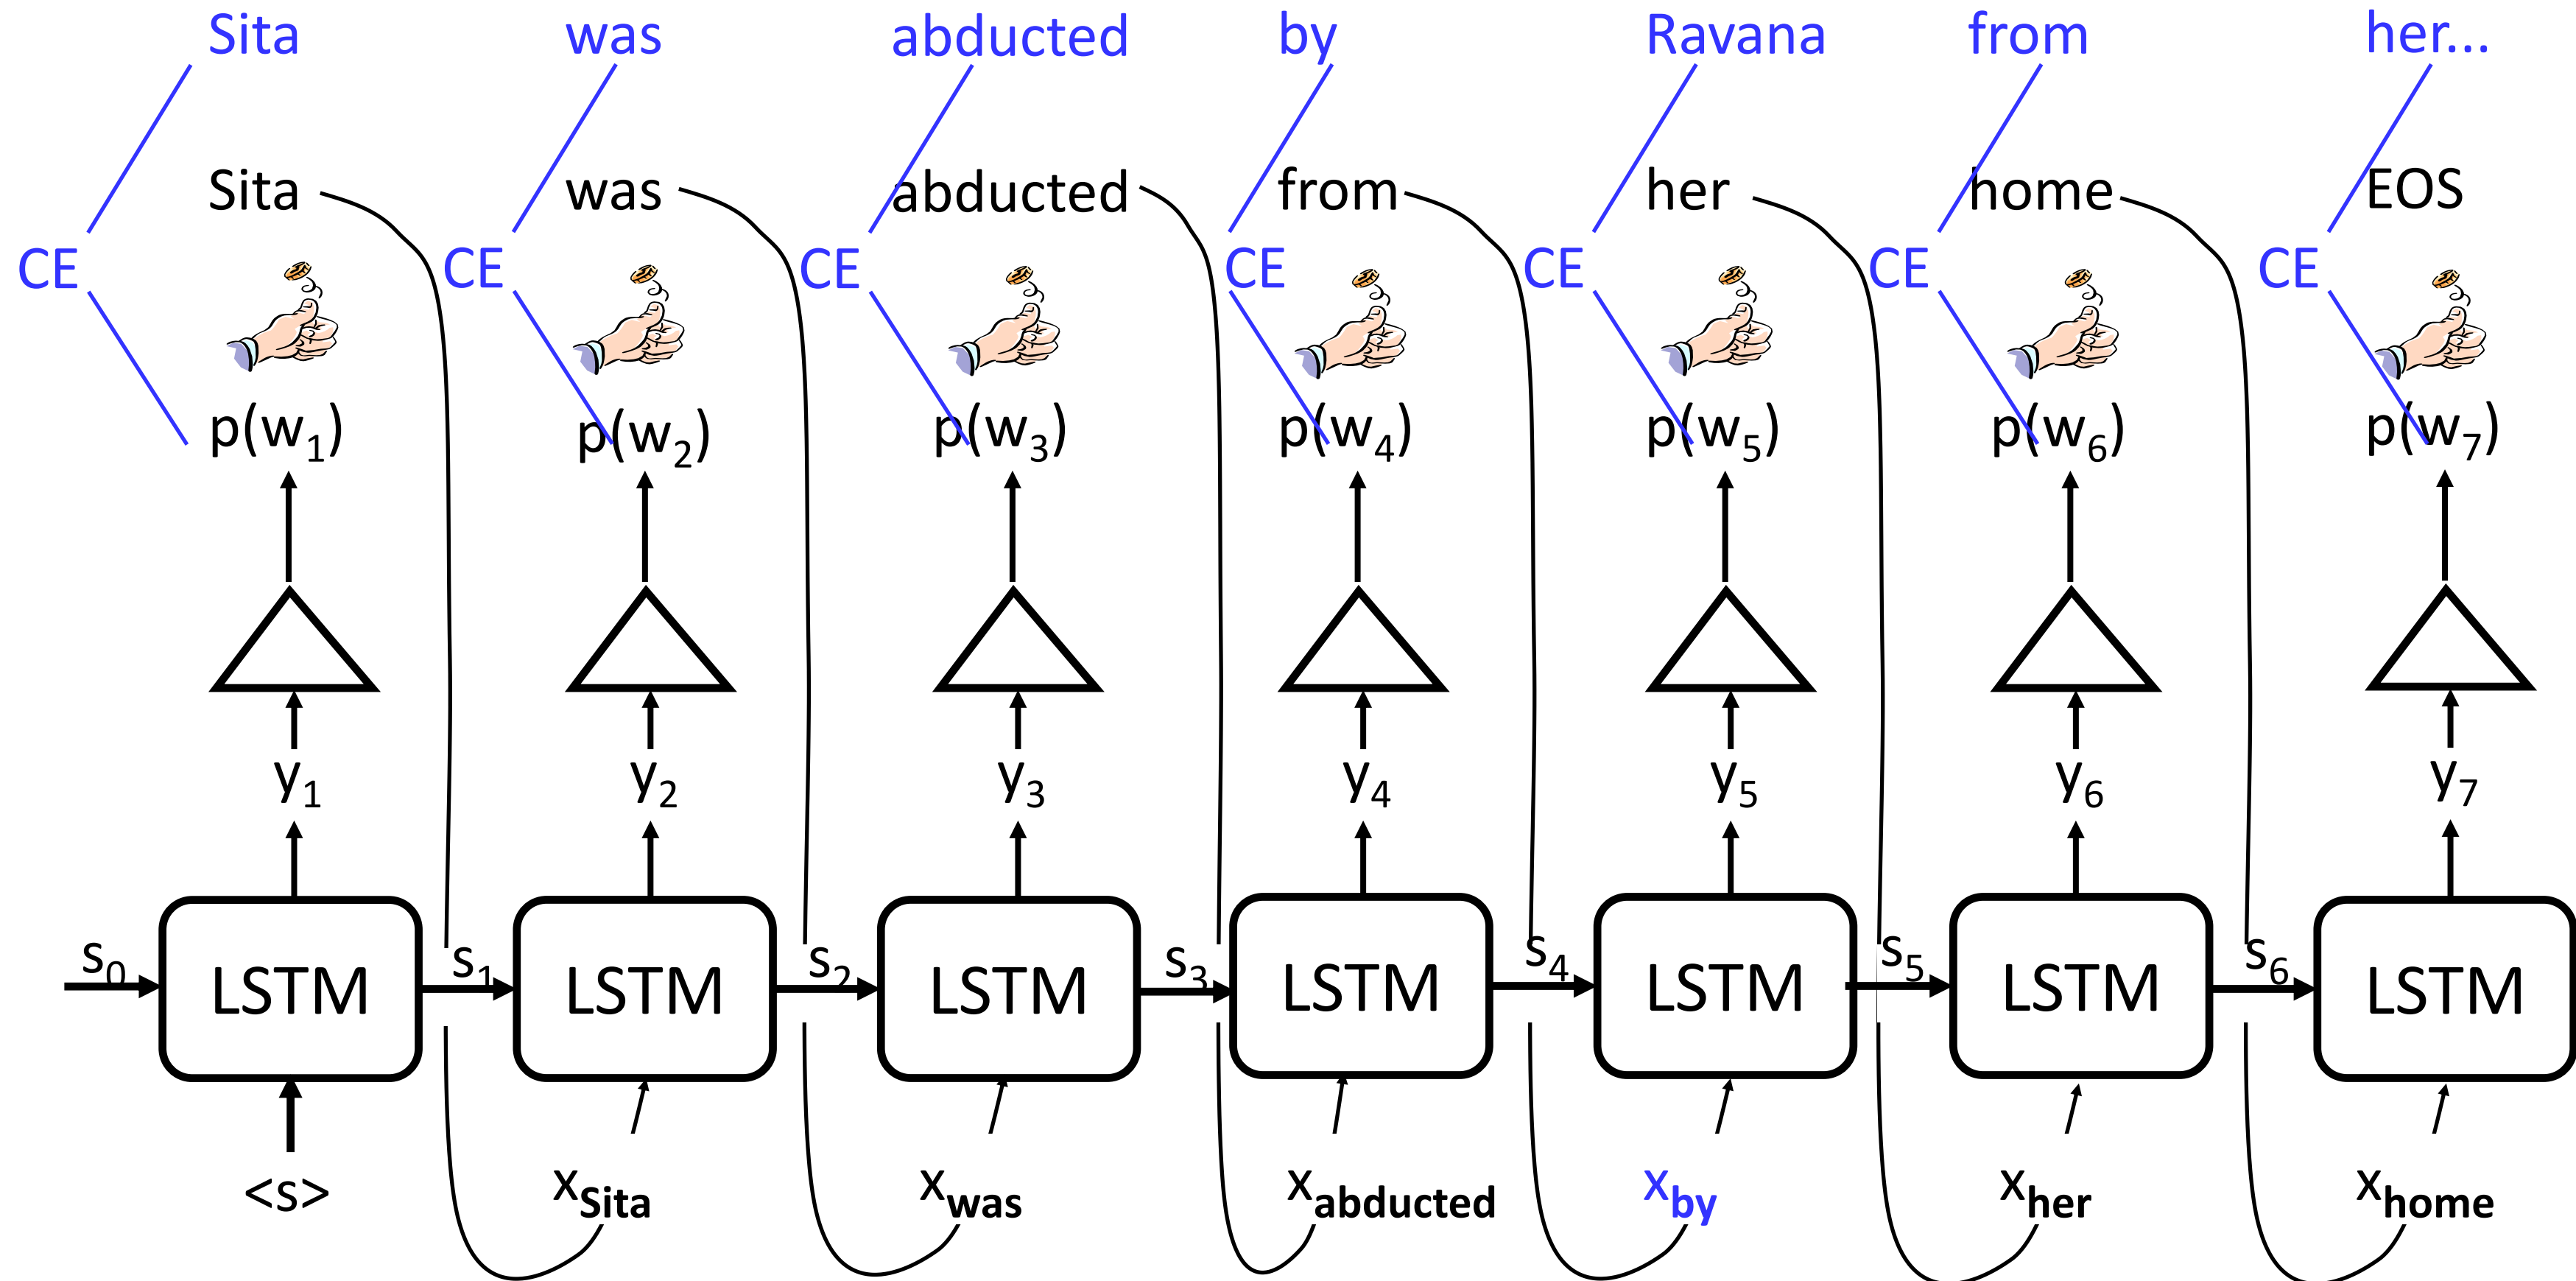 Sita was abducted by Ravana from her...
Sita was abducted from her home EOS
CE CE CE CE CE CE CE
p(w1) p(w2) p(w3) p(w4) p(w5) p(w6) p(w7)
y1 y2 y3 y4 y5 y6 y7
s0 s1 s2 s3 s4 s5 s6
LSTM LSTM LSTM LSTM LSTM LSTM LSTM
<s> xSita xwas xabducted xby xher xhome